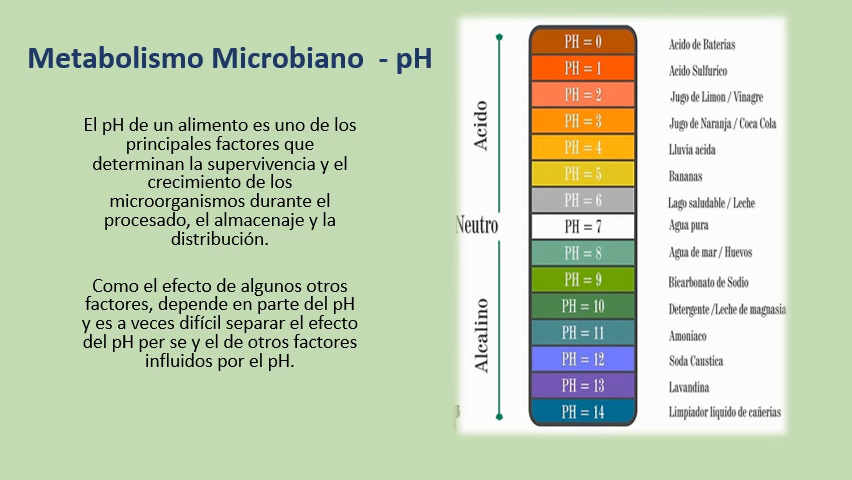 Metabolismo Microbiano - pH
El pH de un alimento es uno de los
principales factores que
determinan la supervivencia y el
crecimiento de los
microorganismos durante el
procesado, el almacenaje y la
distribución.
Como el efecto de algunos otros
factores, depende en parte del pH
y es a veces difícil separar el efecto
del pH per se y el de otros factores
influidos por el pH.
Acido
Neutro
Alcalino
PH = 0 Acido de Baterias
PH = 1 Acido Sulfurico
PH = 2 Jugo de Limon / Vinagre
PH = 3 Jugo de Naranja / Coca Cola
PH = 4 Lluvia acida
PH = 5 Bananas
PH = 6 Lago saludable / Leche
PH = 7 Agua pura
PH = 8 Agua de mar / Huevos
PH = 9 Bicarbonato de Sodio
PH = 10 Detergente /Leche de magnasia
PH = 11 Amoniaco
PH = 12 Soda Caustica
PH = 13 Lavandina
PH = 14 Limpiador liquido de cañerias